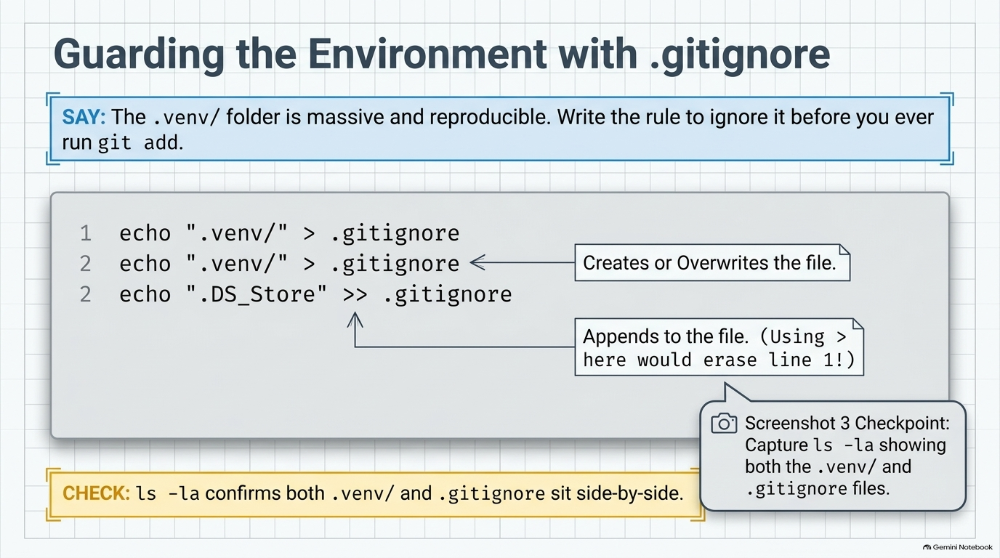 Guarding the Environment with .gitignore
SAY: The .venv/ folder is massive and reproducible. Write the rule to ignore it before you ever
run git add.
1 echo ".venv/" > .gitignore
2 echo ".venv/" > .gitignore
Creates or Overwrites the file.
2 echo ".DS_Store" >> .gitignore
Appends to the file. (Using >
here would erase line 1!)
Screenshot 3 Checkpoint:
Capture ls -la showing
both the .venv/ and
.gitignore files.
CHECK: ls -la confirms both .venv/ and .gitignore sit side-by-side.
Gemini Notebook